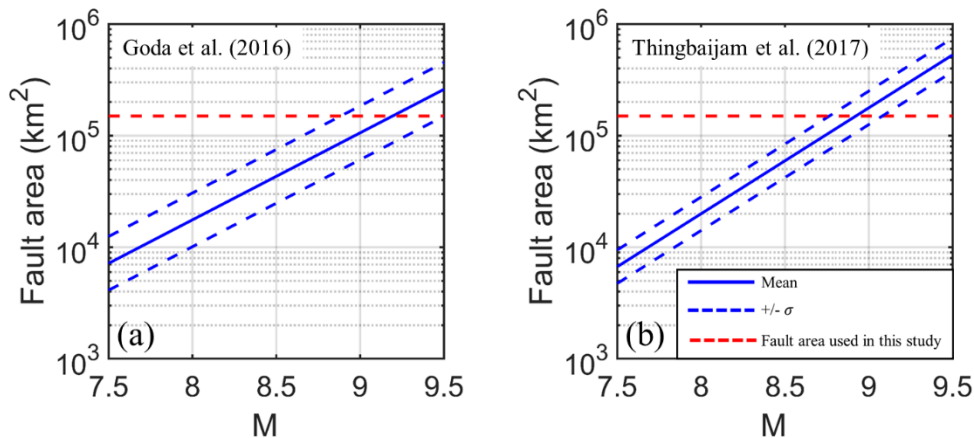 Goda et al. (2016)
10^6
10^5
10^4
10^3
Fault area (km^2)
(a)
7.5 8 8.5 9 9.5
M
Thingbaijam et al. (2017)
10^6
10^5
10^4
10^3
Fault area (km^2)
(b)
Mean
+/- σ
Fault area used in this study
7.5 8 8.5 9 9.5
M